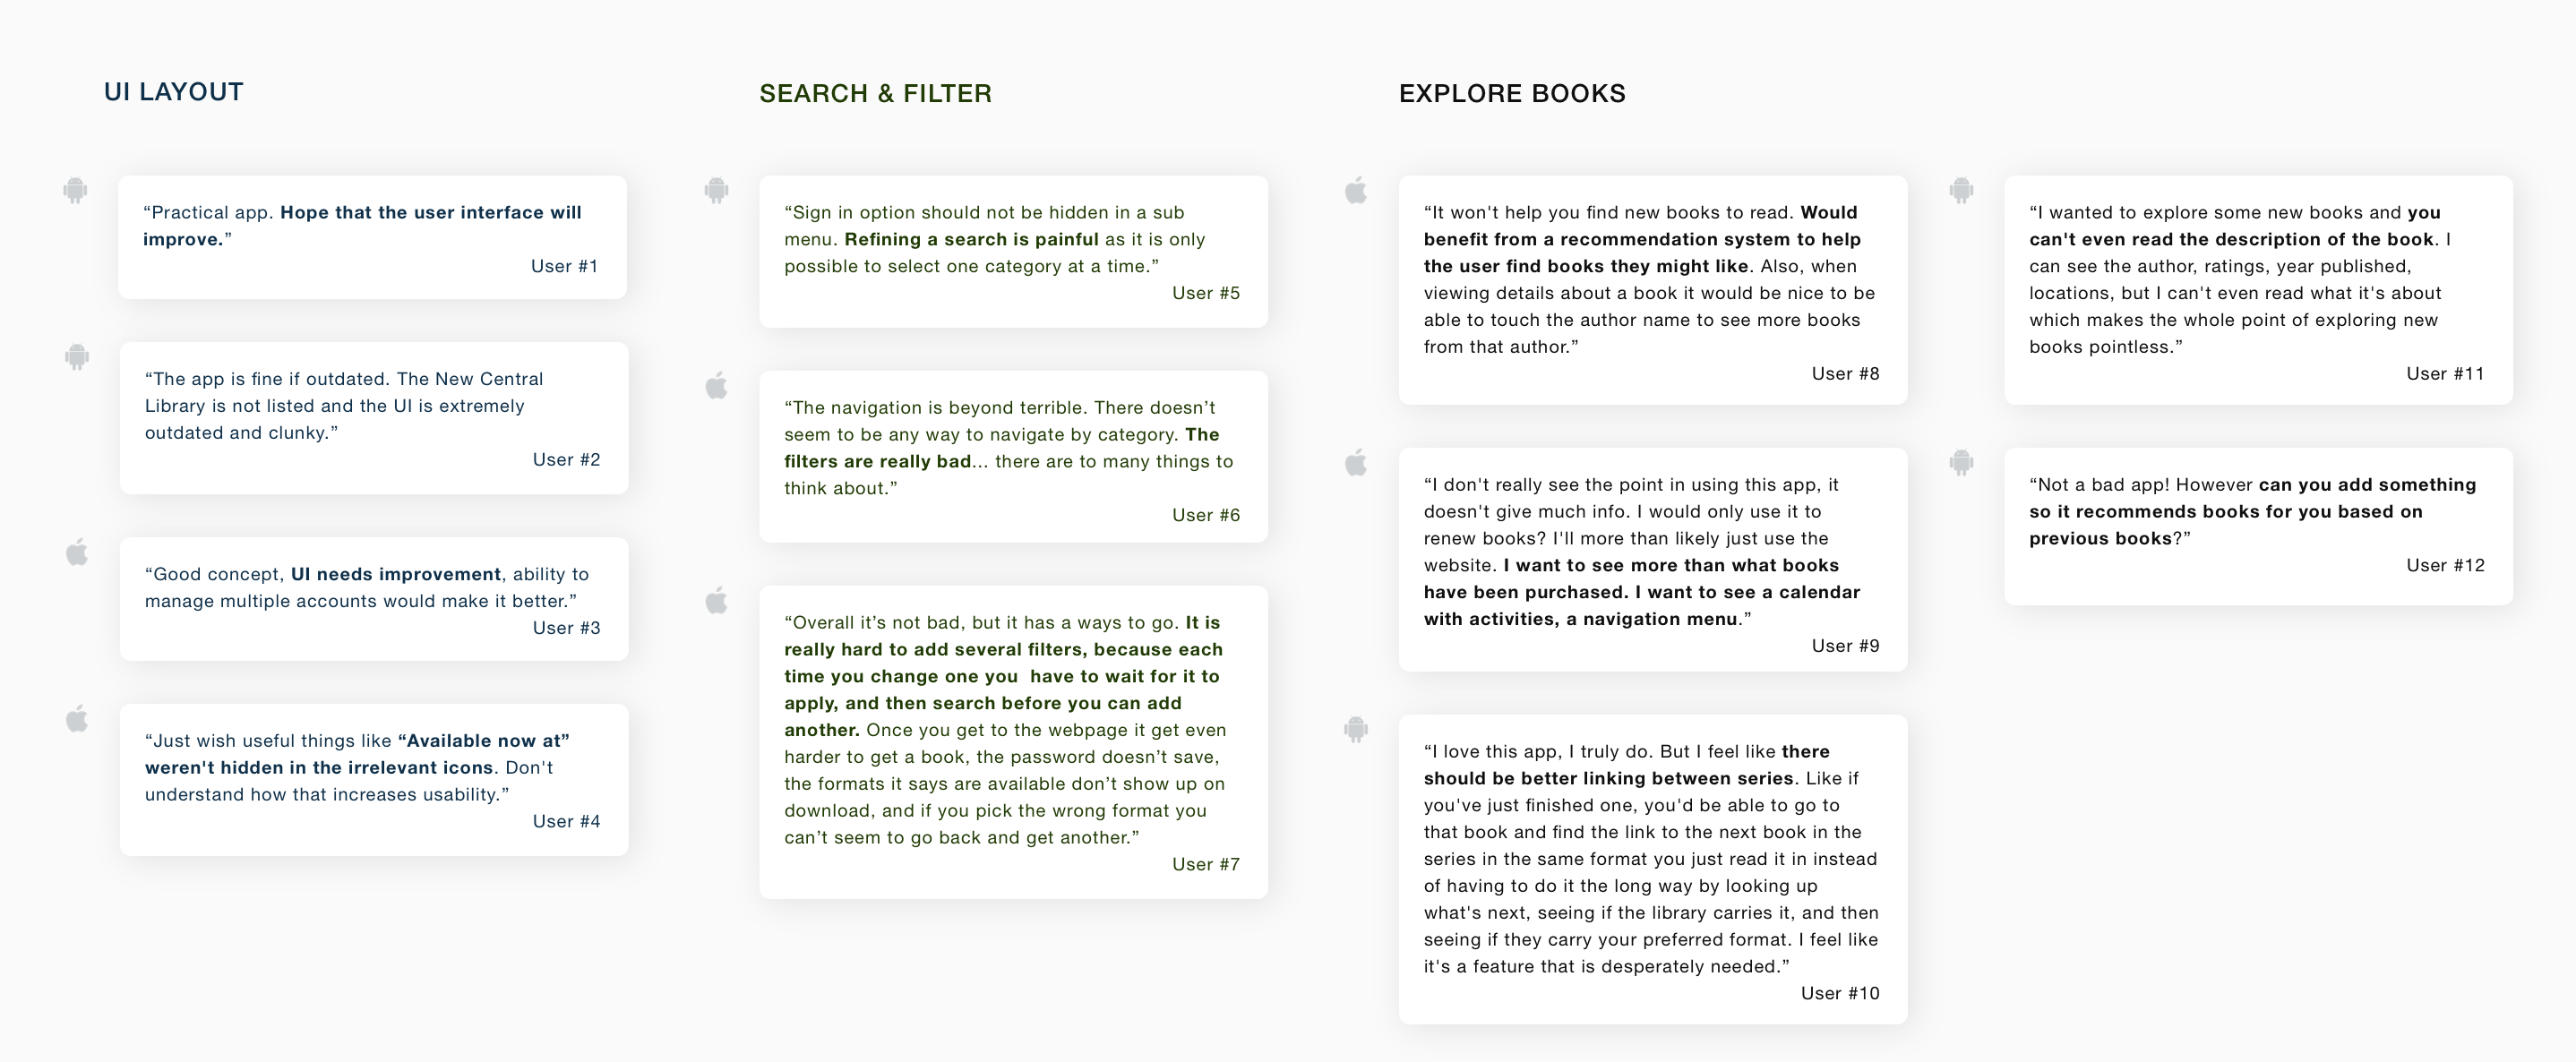 UI LAYOUT
“Practical app. Hope that the user interface will
improve.”
User #1
“The app is fine if outdated. The New Central
Library is not listed and the UI is extremely
outdated and clunky.”
User #2
“Good concept, UI needs improvement, ability to
manage multiple accounts would make it better.”
User #3
“Just wish useful things like “Available now at”
weren't hidden in the irrelevant icons. Don't
understand how that increases usability.”
User #4
SEARCH & FILTER
“Sign in option should not be hidden in a sub
menu. Refining a search is painful as it is only
possible to select one category at a time.”
User #5
“The navigation is beyond terrible. There doesn’t
seem to be any way to navigate by category. The
filters are really bad... there are to many things to
think about.”
User #6
“Overall it’s not bad, but it has a ways to go. It is
really hard to add several filters, because each
time you change one you  have to wait for it to
apply, and then search before you can add
another. Once you get to the webpage it get even
harder to get a book, the password doesn’t save,
the formats it says are available don’t show up on
download, and if you pick the wrong format you
can’t seem to go back and get another.”
User #7
EXPLORE BOOKS
“It won't help you find new books to read. Would
benefit from a recommendation system to help
the user find books they might like. Also, when
viewing details about a book it would be nice to be
able to touch the author name to see more books
from that author.”
User #8
“I don't really see the point in using this app, it
doesn't give much info. I would only use it to
renew books? I'll more than likely just use the
website. I want to see more than what books
have been purchased. I want to see a calendar
with activities, a navigation menu.”
User #9
“I love this app, I truly do. But I feel like there
should be better linking between series. Like if
you've just finished one, you'd be able to go to
that book and find the link to the next book in the
series in the same format you just read it in instead
of having to do it the long way by looking up
what's next, seeing if the library carries it, and then
seeing if they carry your preferred format. I feel like
it's a feature that is desperately needed.”
User #10
“I wanted to explore some new books and you
can't even read the description of the book. I
can see the author, ratings, year published,
locations, but I can't even read what it's about
which makes the whole point of exploring new
books pointless.”
User #11
“Not a bad app! However can you add something
so it recommends books for you based on
previous books?”
User #12